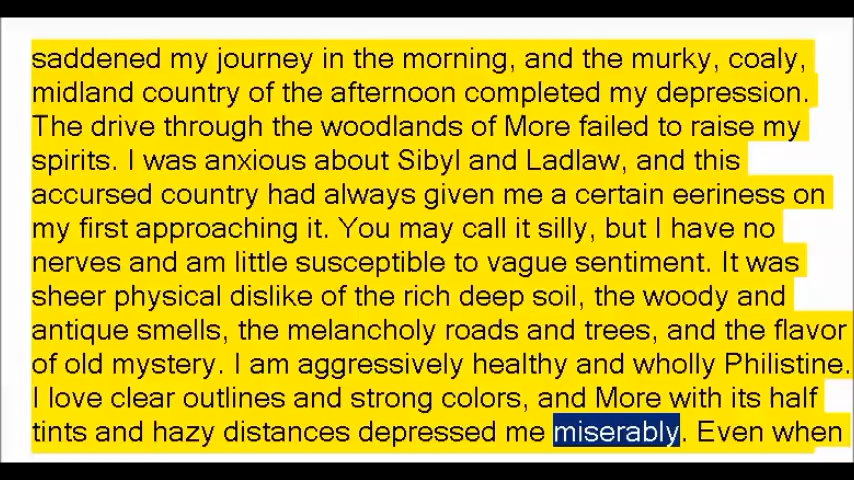 saddened my journey in the morning, and the murky, coaly,
midland country of the afternoon completed my depression.
The drive through the woodlands of More failed to raise my
spirits. I was anxious about Sibyl and Ladlaw, and this
accursed country had always given me a certain eeriness on
my first approaching it. You may call it silly, but I have no
nerves and am little susceptible to vague sentiment. It was
sheer physical dislike of the rich deep soil, the woody and
antique smells, the melancholy roads and trees, and the flavor
of old mystery. I am aggressively healthy and wholly Philistine.
I love clear outlines and strong colors, and More with its half
tints and hazy distances depressed me miserably. Even when